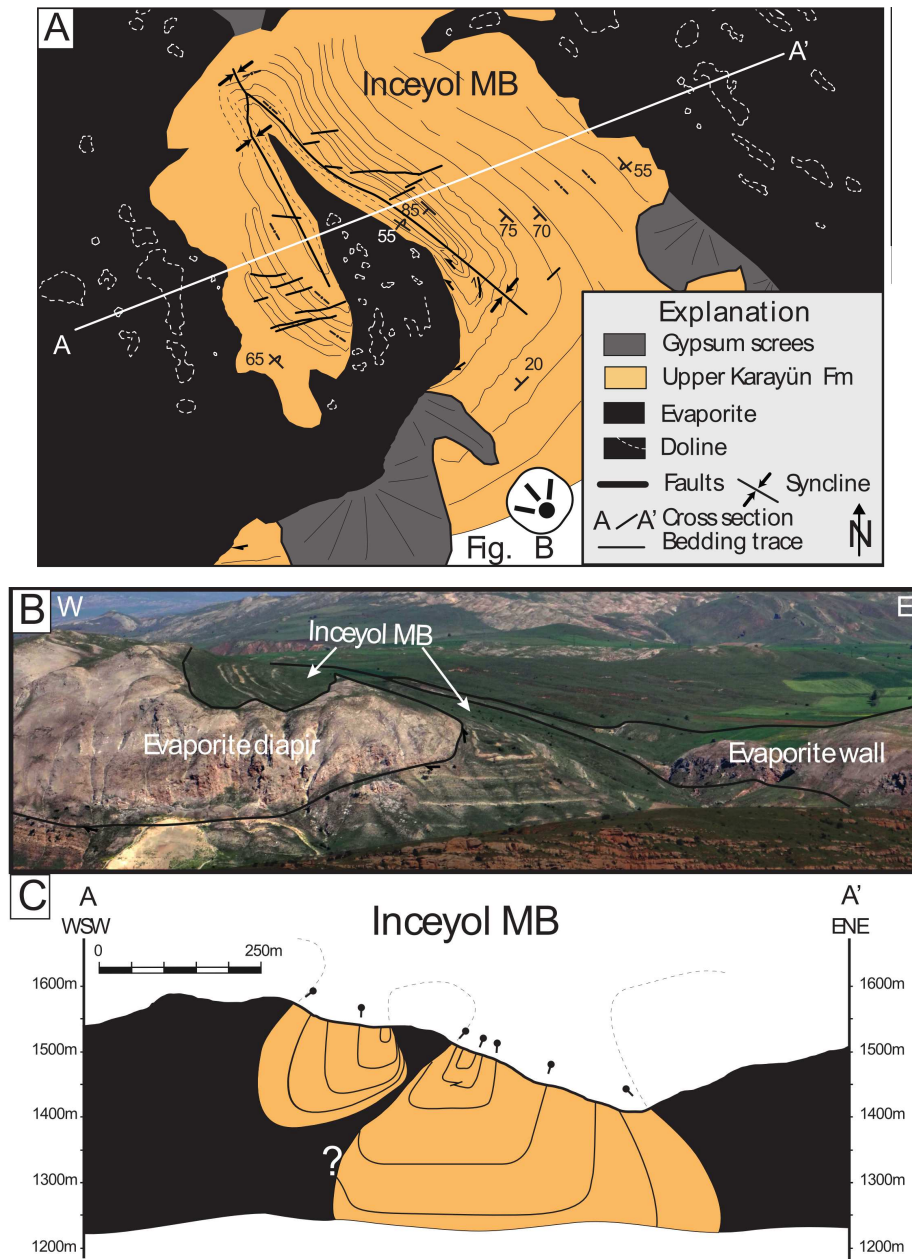 A
Inceyol MB
A'
55
85
55
75
70
20
65
A
1
Fig. B
Explanation
Gypsum screes
Upper Karayün Fm
Evaporite
Doline
Faults
Syncline
A A' Cross section
Bedding trace
N
B
W
E
Inceyol MB
Evaporite diapir
Evaporite wall
C
A
WSW
Inceyol MB
A'
ENE
0
250m
1600m
1500m
1400m
1300m
1200m
1600m
1500m
1400m
1300m
1200m
?